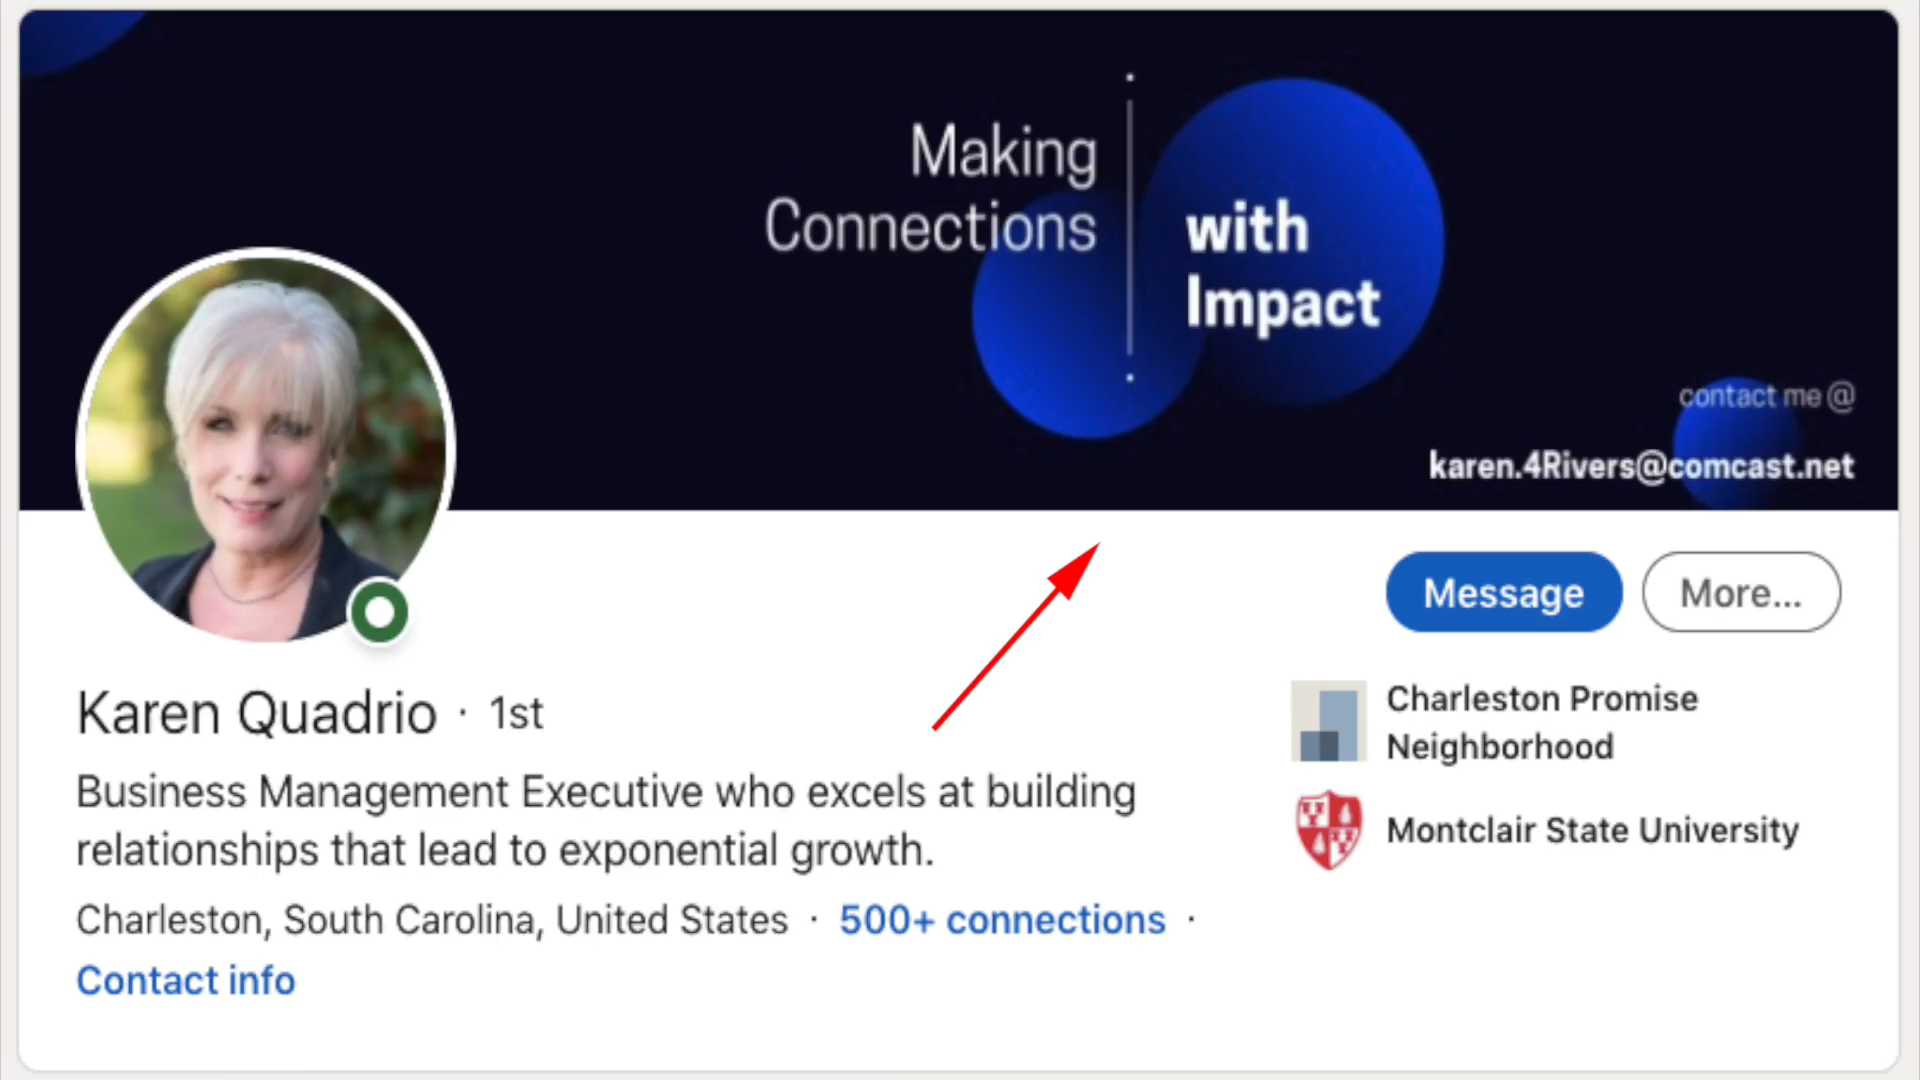 Making
Connections
with
Impact
contact me @
karen.4Rivers@comcast.net
Message
More...
Karen Quadrio · 1st
Business Management Executive who excels at building
relationships that lead to exponential growth.
Charleston, South Carolina, United States · 500+ connections ·
Contact info
Charleston Promise
Neighborhood
Montclair State University